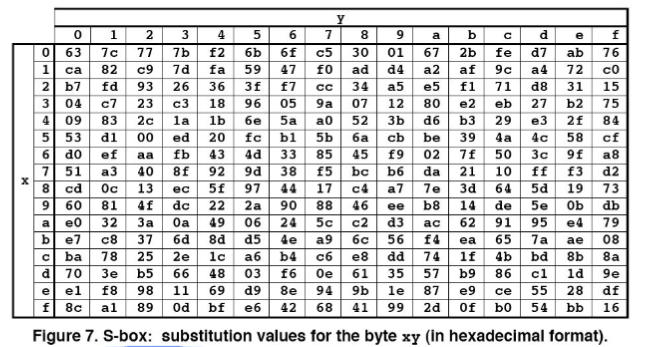 y
0 1 2 3 4 5 6 7 8 9 a b c d e f
0 63 7c 77 7b f2 6b 6f c5 30 01 67 2b fe d7 ab 76
1 ca 82 c9 7d fa 59 47 f0 ad d4 a2 af 9c a4 72 c0
2 b7 fd 93 26 36 3f f7 cc 34 a5 e5 f1 71 d8 31 15
3 04 c7 23 c3 18 96 05 9a 07 12 80 e2 eb 27 b2 75
4 09 83 2c 1a 1b 6e 5a a0 52 3b d6 b3 29 e3 2f 84
5 53 d1 00 ed 20 fc b1 5b 6a cb be 39 4a 4c 58 cf
6 d0 ef aa fb 43 4d 33 85 45 f9 02 7f 50 3c 9f a8
x 7 51 a3 40 8f 92 9d 38 f5 bc b6 da 21 10 ff f3 d2
8 cd 0c 13 ec 5f 97 44 17 c4 a7 7e 3d 64 5d 19 73
9 60 81 4f dc 22 2a 90 88 46 ee b8 14 de 5e 0b db
a e0 32 3a 0a 49 06 24 5c c2 d3 ac 62 91 95 e4 79
b e7 c8 37 6d 8d d5 4e a9 6c 56 f4 ea 65 7a ae 08
c ba 78 25 2e 1c a6 b4 c6 e8 dd 74 1f 4b bd 8b 8a
d 70 3e b5 66 48 03 f6 0e 61 35 57 b9 86 c1 1d 9e
e e1 f8 98 11 69 d9 8e 94 9b 1e 87 e9 ce 55 28 df
f 8c a1 89 0d bf e6 42 68 41 99 2d 0f b0 54 bb 16
Figure 7. S-box: substitution values for the byte xy (in hexadecimal format).